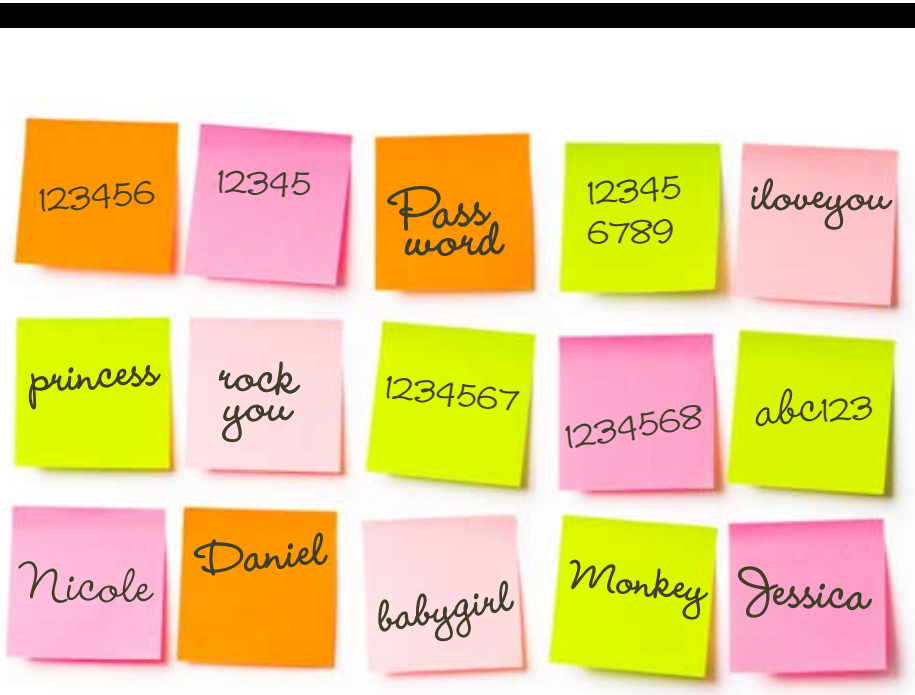 123456
12345
Pass
word
12345
6789
iloveyou
princess
rock
you
1234567
1234568
abc123
Nicole
Daniel
babygirl
Monkey
Jessica